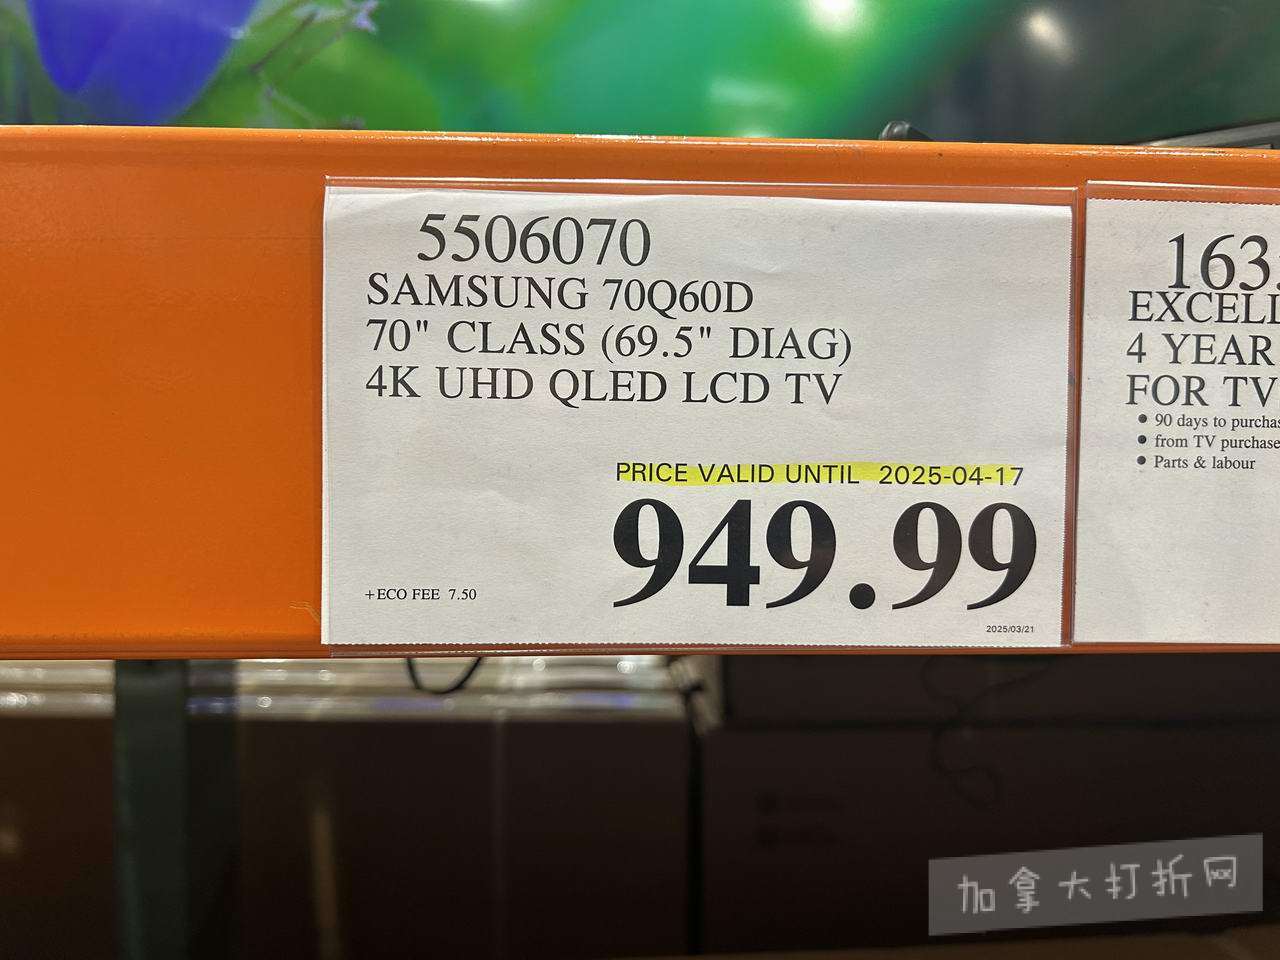 5506070
SAMSUNG 70Q60D
70" CLASS (69.5" DIAG)
4K UHD QLED LCD TV
PRICE VALID UNTIL 2025-04-17
949.99
+ECO FEE 7.50
2025/03/21
163
4 YEAR
FOR TV
• 90 days to
• from TV purchase
• Parts & labour
加拿大打折网